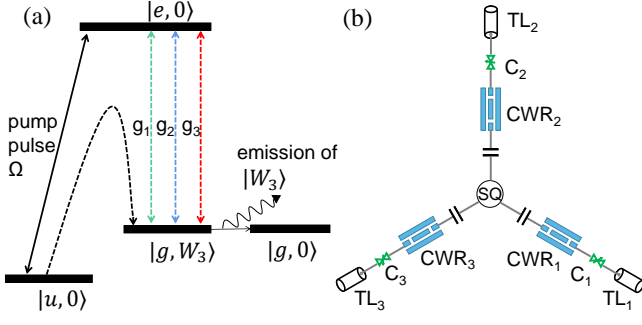 (a)
|e, 0⟩
pump
pulse
Ω
g₁ g₂ g₃
emission of
|W₃⟩
|g, W₃⟩
|g, 0⟩
|u, 0⟩
(b)
TL₂
C₂
CWR₂
SQ
CWR₃
C₃
TL₃
CWR₁
C₁
TL₁